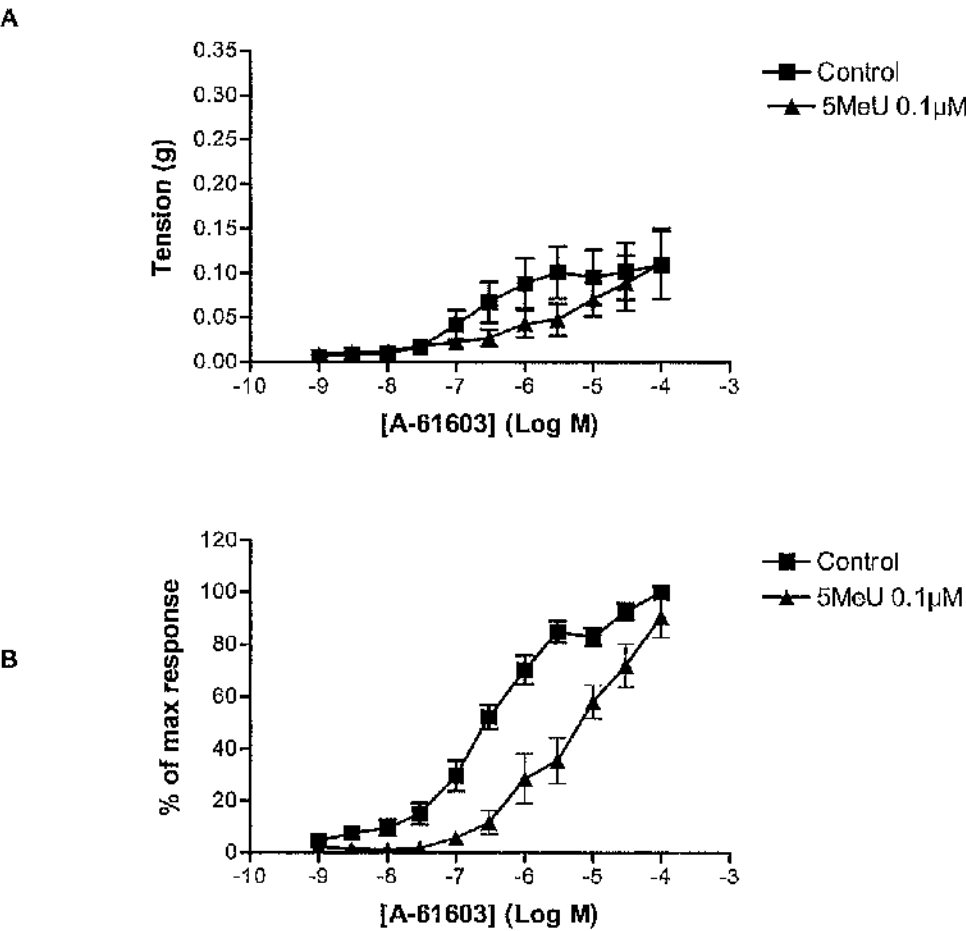 A
0.35
0.30
0.25
0.20
0.15
0.10
0.05
0.00
Tension (g)
-10 -9 -8 -7 -6 -5 -4 -3
[A-61603] (Log M)
Control
5MeU 0.1µM
B
120
100
80
60
40
20
0
% of max response
-10 -9 -8 -7 -6 -5 -4 -3
[A-61603] (Log M)
Control
5MeU 0.1µM